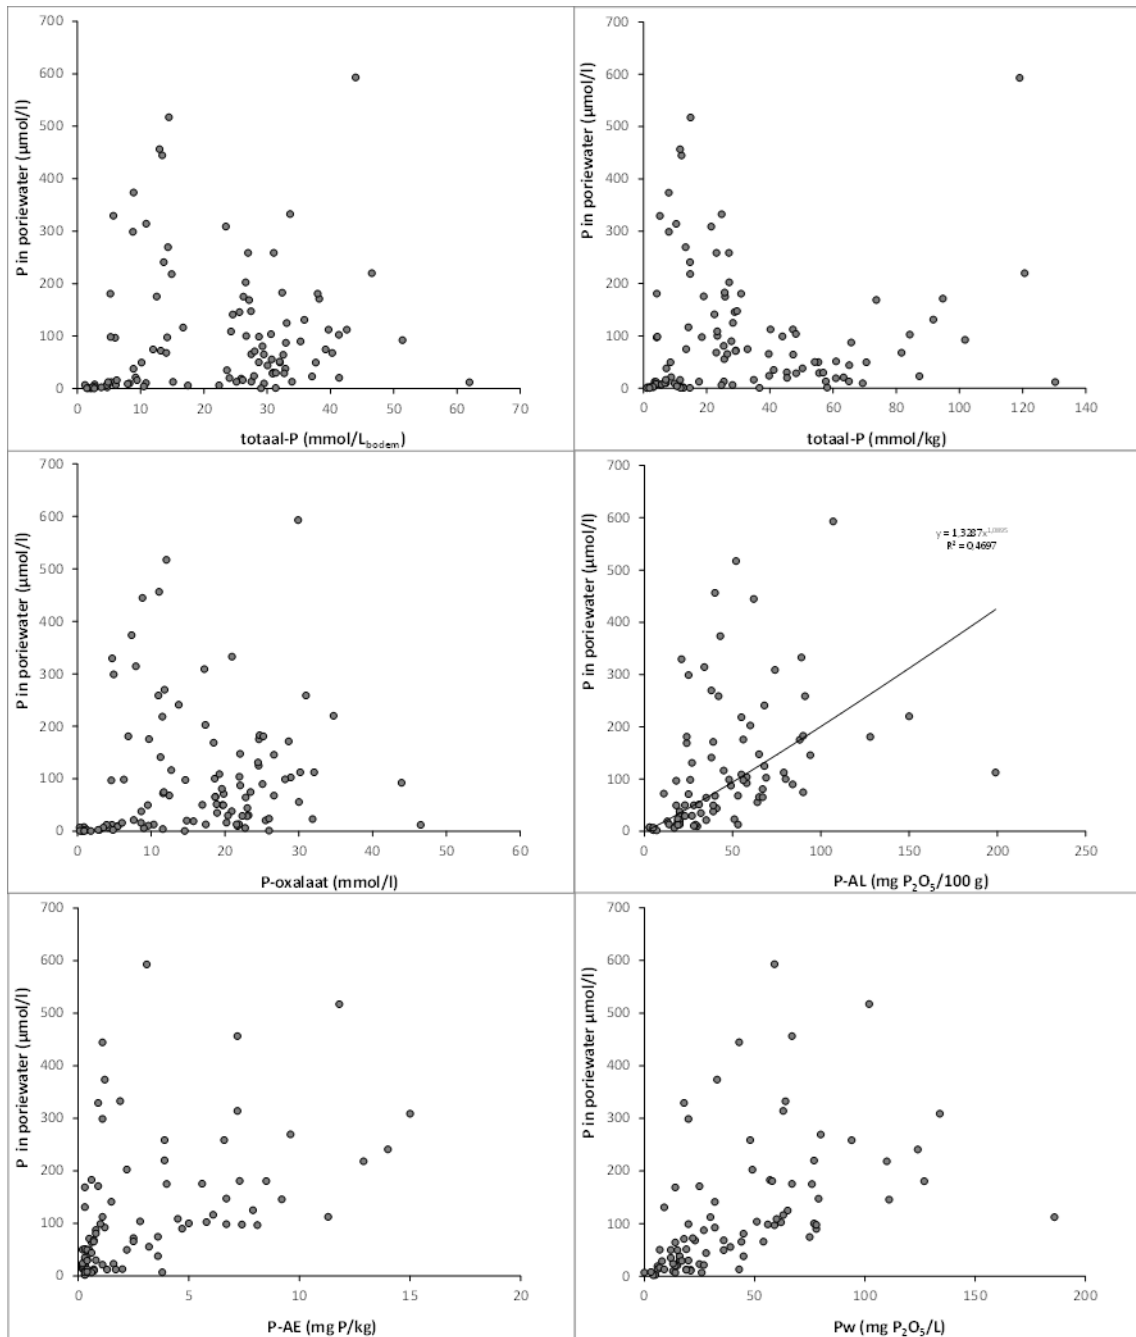 700
600
500
400
300
200
100
0
P in poriewater (µmol/l)
0 10 20 30 40 50 60 70
totaal-P (mmol/L bodem)
700
600
500
400
300
200
100
0
P in poriewater (µmol/l)
0 20 40 60 80 100 120 140
totaal-P (mmol/kg)
700
600
500
400
300
200
100
0
P in poriewater (µmol/l)
0 10 20 30 40 50 60
P-oxalaat (mmol/l)
700
600
500
400
300
200
100
0
P in poriewater (µmol/l)
y = 1,3287x
R² = 0,4697
0 50 100 150 200 250
P-AL (mg P₂O₅/100 g)
700
600
500
400
300
200
100
0
P in poriewater (µmol/l)
0 5 10 15 20
P-AE (mg P/kg)
700
600
500
400
300
200
100
0
P in poriewater (µmol/l)
0 50 100 150 200
Pw (mg P₂O₅/L)